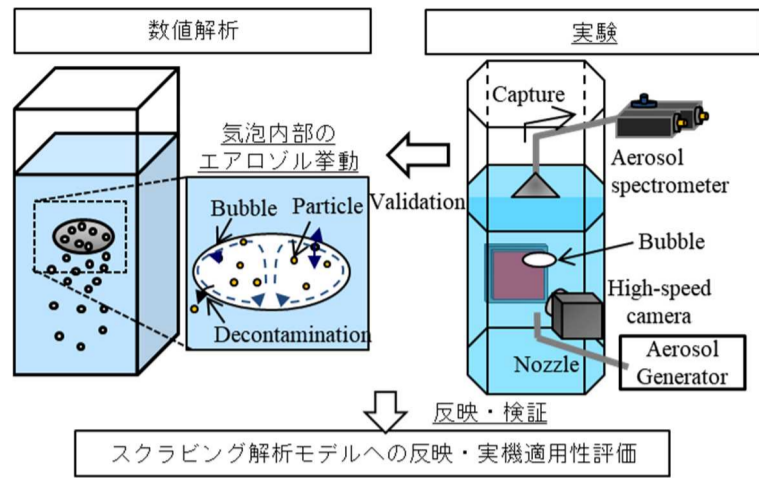 数値解析
実験
気泡内部の
エアロゾル挙動
Bubble
Particle
Decontamination
Validation
Capture
Aerosol
spectrometer
Bubble
High-speed
camera
Nozzle
Aerosol
Generator
反映・検証
スクラビング解析モデルへの反映・実機適用性評価